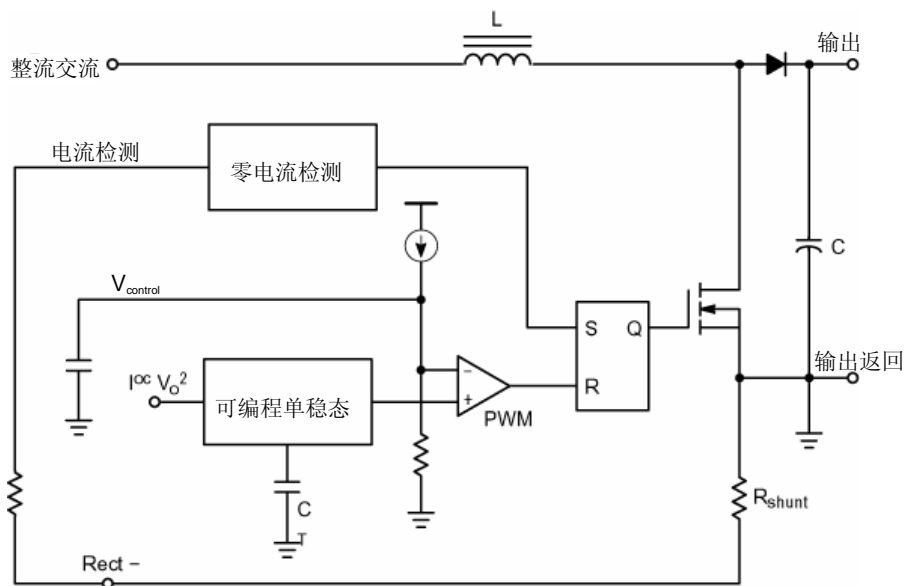 L
输出
整流交流
电流检测
零电流检测
C
Vcontrol
S Q
输出返回
I∝ Vo²
可编程单稳态
−
+
PWM
R
C
T
Rshunt
Rect −